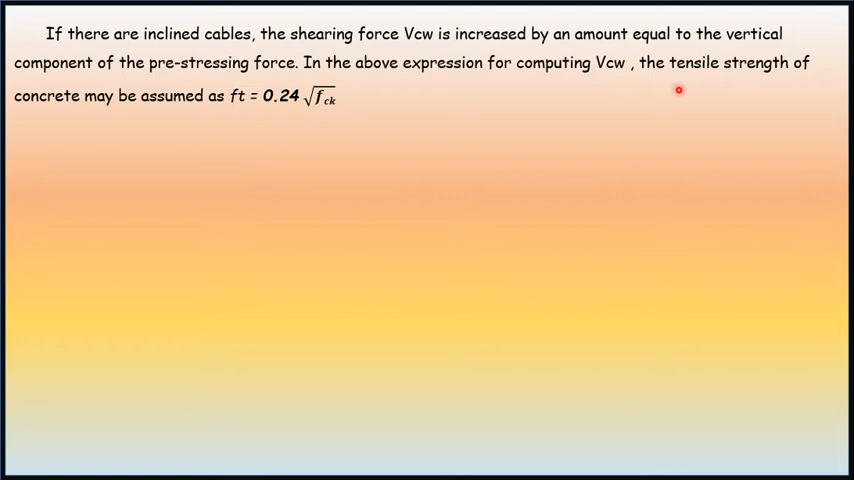 If there are inclined cables, the shearing force Vcw is increased by an amount equal to the vertical
component of the pre-stressing force. In the above expression for computing Vcw , the tensile strength of
concrete may be assumed as ft = 0.24 √f_ck